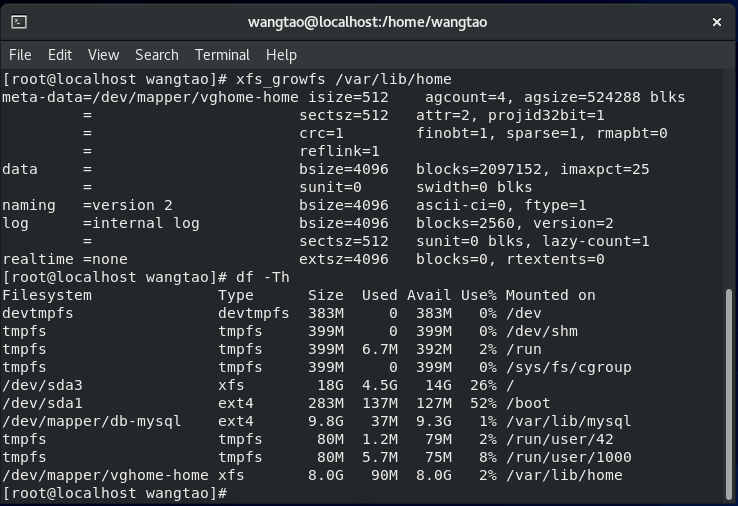 wangtao@localhost:/home/wangtao
File Edit View Search Terminal Help
[root@localhost wangtao]# xfs_growfs /var/lib/home
meta-data=/dev/mapper/vghome-home isize=512    agcount=4, agsize=524288 blks
         =                       sectsz=512   attr=2, projid32bit=1
         =                       crc=1        finobt=1, sparse=1, rmapbt=0
         =                       reflink=1
data     =                       bsize=4096   blocks=2097152, imaxpct=25
         =                       sunit=0      swidth=0 blks
naming   =version 2              bsize=4096   ascii-ci=0, ftype=1
log      =internal log           bsize=4096   blocks=2560, version=2
         =                       sectsz=512   sunit=0 blks, lazy-count=1
realtime =none                   extsz=4096   blocks=0, rtextents=0
[root@localhost wangtao]# df -Th
Filesystem              Type      Size  Used Avail Use% Mounted on
devtmpfs                devtmpfs  383M     0  383M   0% /dev
tmpfs                   tmpfs     399M     0  399M   0% /dev/shm
tmpfs                   tmpfs     399M  6.7M  392M   2% /run
tmpfs                   tmpfs     399M     0  399M   0% /sys/fs/cgroup
/dev/sda3               xfs        18G  4.5G   14G  26% /
/dev/sda1               ext4      283M  137M  127M  52% /boot
/dev/mapper/db-mysql    ext4      9.8G   37M  9.3G   1% /var/lib/mysql
tmpfs                   tmpfs      80M  1.2M   79M   2% /run/user/42
tmpfs                   tmpfs      80M  5.7M   75M   8% /run/user/1000
/dev/mapper/vghome-home xfs       8.0G   90M  8.0G   2% /var/lib/home
[root@localhost wangtao]#